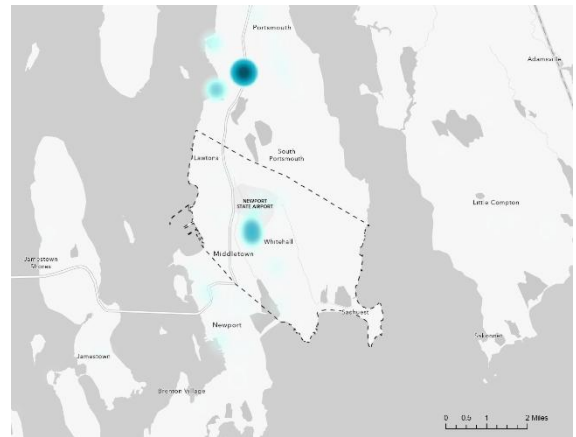 Portsmouth
Adamsville
Lawtons
South
Portsmouth
NEWPORT
STATE AIRPORT
Little Compton
Whitehall
Middletown
Jamestown
Shores
Sachuest
Newport
Sakonnet
Jamestown
Brenton Village
0 0.5 1 2 Miles